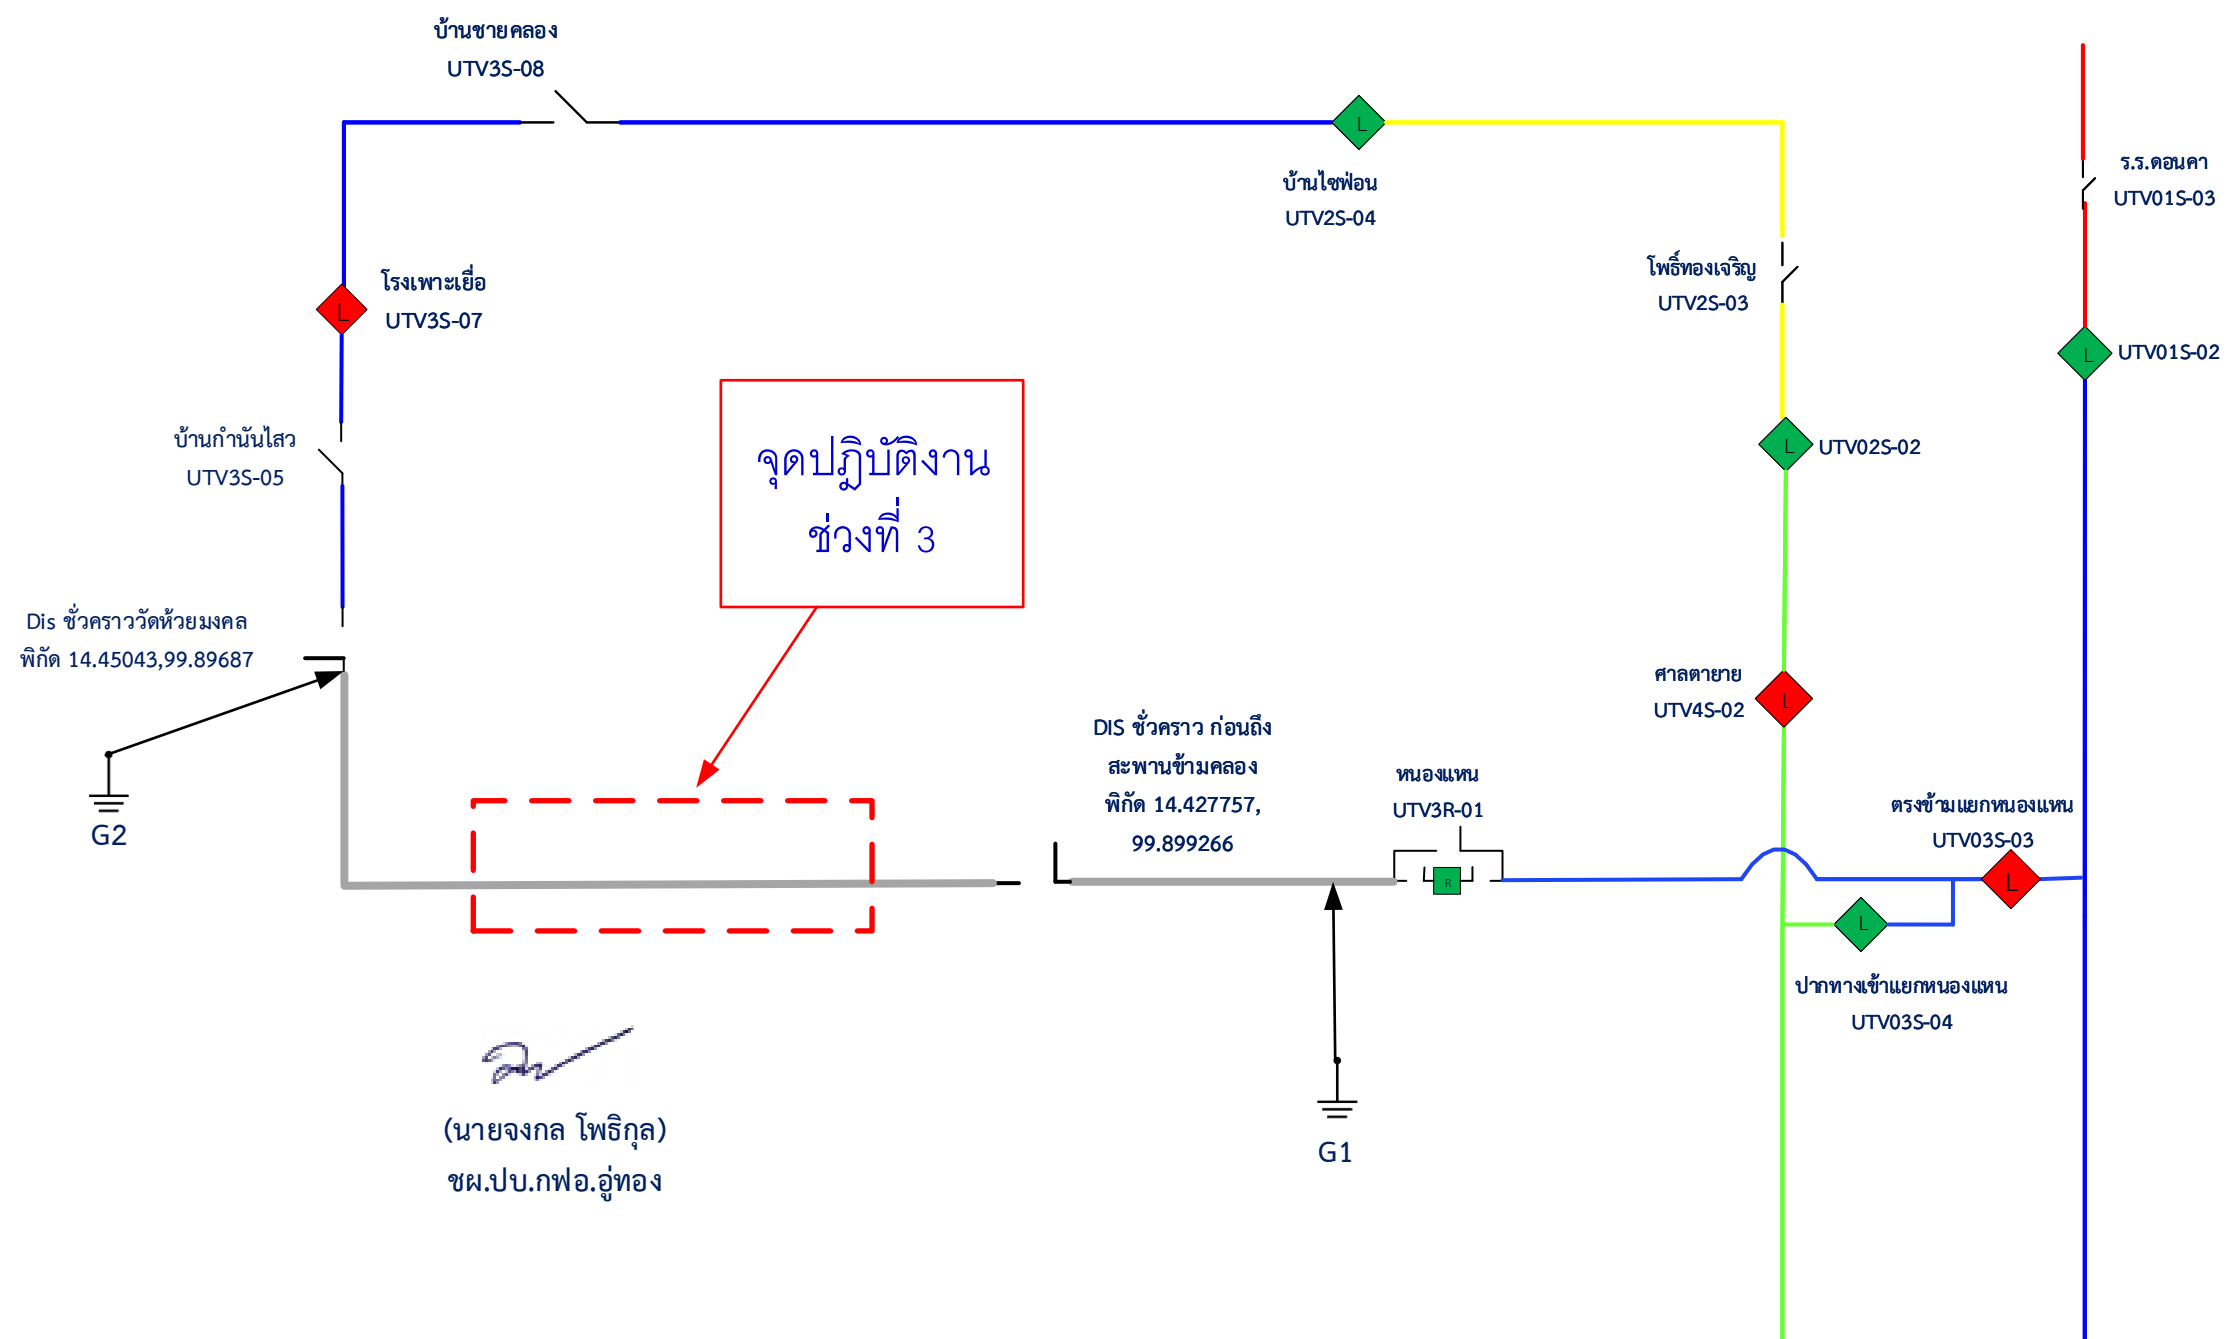 บ้านชายคลอง
UTV3S-08
L
บ้านไซฟ่อน
UTV2S-04
ร.ร.ดอนคา
UTV01S-03
โพธิ์ทองเจริญ
UTV2S-03
โรงเพาะเยื่อ
UTV3S-07
L
L
UTV01S-02
บ้านกำนันไสว
UTV3S-05
จุดปฎิบัติงาน
ช่วงที่ 3
L
UTV02S-02
Dis ชั่วคราววัดห้วยมงคล
พิกัด 14.45043,99.89687
G2
ศาลตายาย
UTV4S-02
L
DIS ชั่วคราว ก่อนถึง
สะพานข้ามคลอง
พิกัด 14.427757,
99.899266
หนองแหน
UTV3R-01
R
ตรงข้ามแยกหนองแหน
UTV03S-03
L
L
ปากทางเข้าแยกหนองแหน
UTV03S-04
G1
(นายจงกล โพธิกุล)
ชผ.ปบ.กฟอ.อู่ทอง